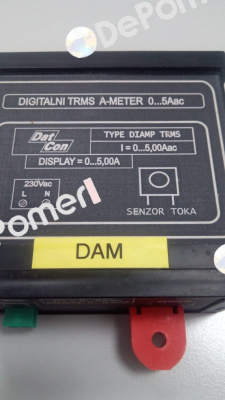 DePomerl
DIGITALNI TRMS A-METER 0...5Aac
Dat Con
TYPE DIAMP TRMS
I = 0...5,00Aac
DISPLAY = 0...5,00A
230Vac
L N
SENZOR TOKA
DAM